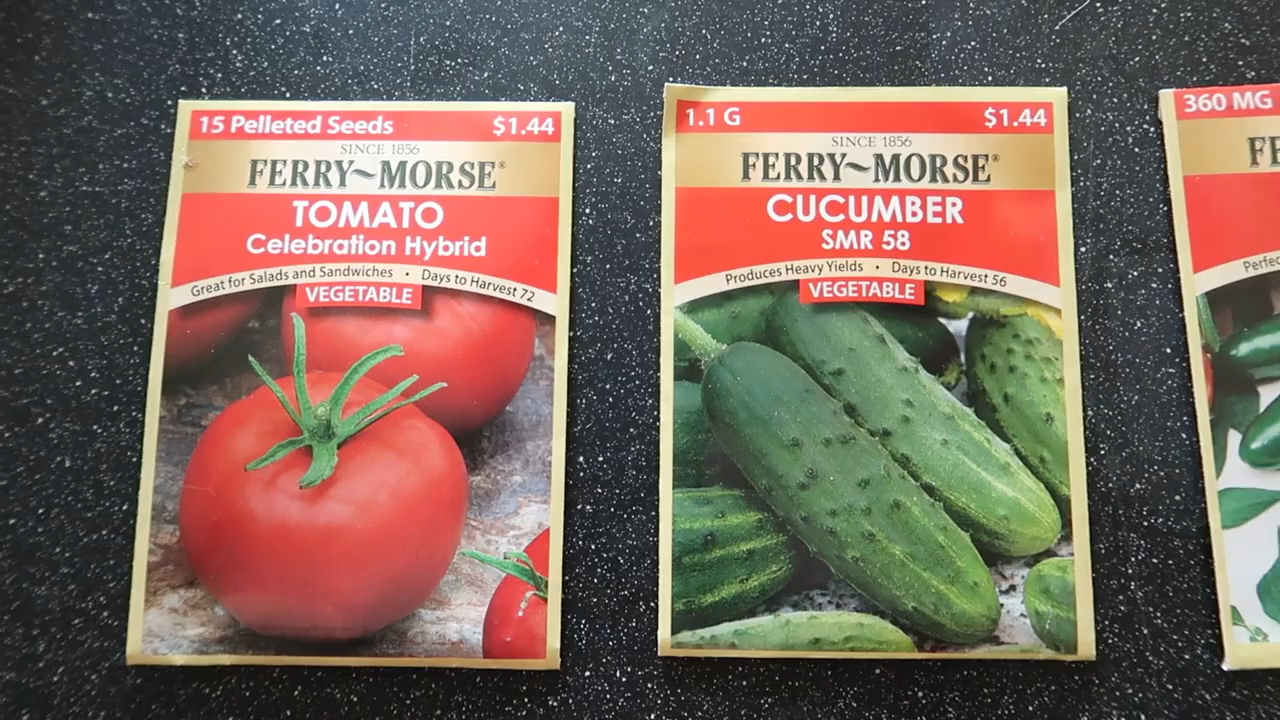 15 Pelleted Seeds $1.44
SINCE 1856
FERRY~MORSE®
TOMATO
Celebration Hybrid
Great for Salads and Sandwiches • Days to Harvest 72
VEGETABLE
1.1 G $1.44
SINCE 1856
FERRY~MORSE®
CUCUMBER
SMR 58
Produces Heavy Yields • Days to Harvest 56
VEGETABLE
360 MG